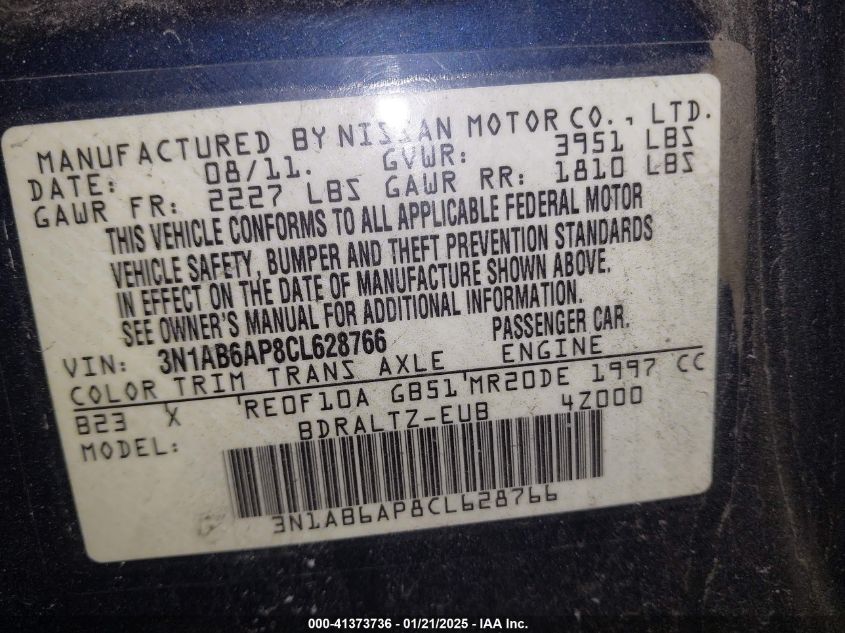 MANUFACTURED BY NISSAN MOTOR CO., LTD.
DATE: 08/11. GVWR: 3951 LBS
GAWR FR: 2227 LBS GAWR RR: 1810 LBS
THIS VEHICLE CONFORMS TO ALL APPLICABLE FEDERAL MOTOR
VEHICLE SAFETY, BUMPER AND THEFT PREVENTION STANDARDS
IN EFFECT ON THE DATE OF MANUFACTURE SHOWN ABOVE.
SEE OWNER'S MANUAL FOR ADDITIONAL INFORMATION.
VIN: 3N1AB6AP8CL628766 PASSENGER CAR.
COLOR TRIM TRANS AXLE ENGINE
B23 X RE0F10A GB51 MR20DE 1997 CC
MODEL: BDRALTZ-EUB 4Z000
3N1AB6AP8CL628766
000-41373736 - 01/21/2025 - IAA Inc.